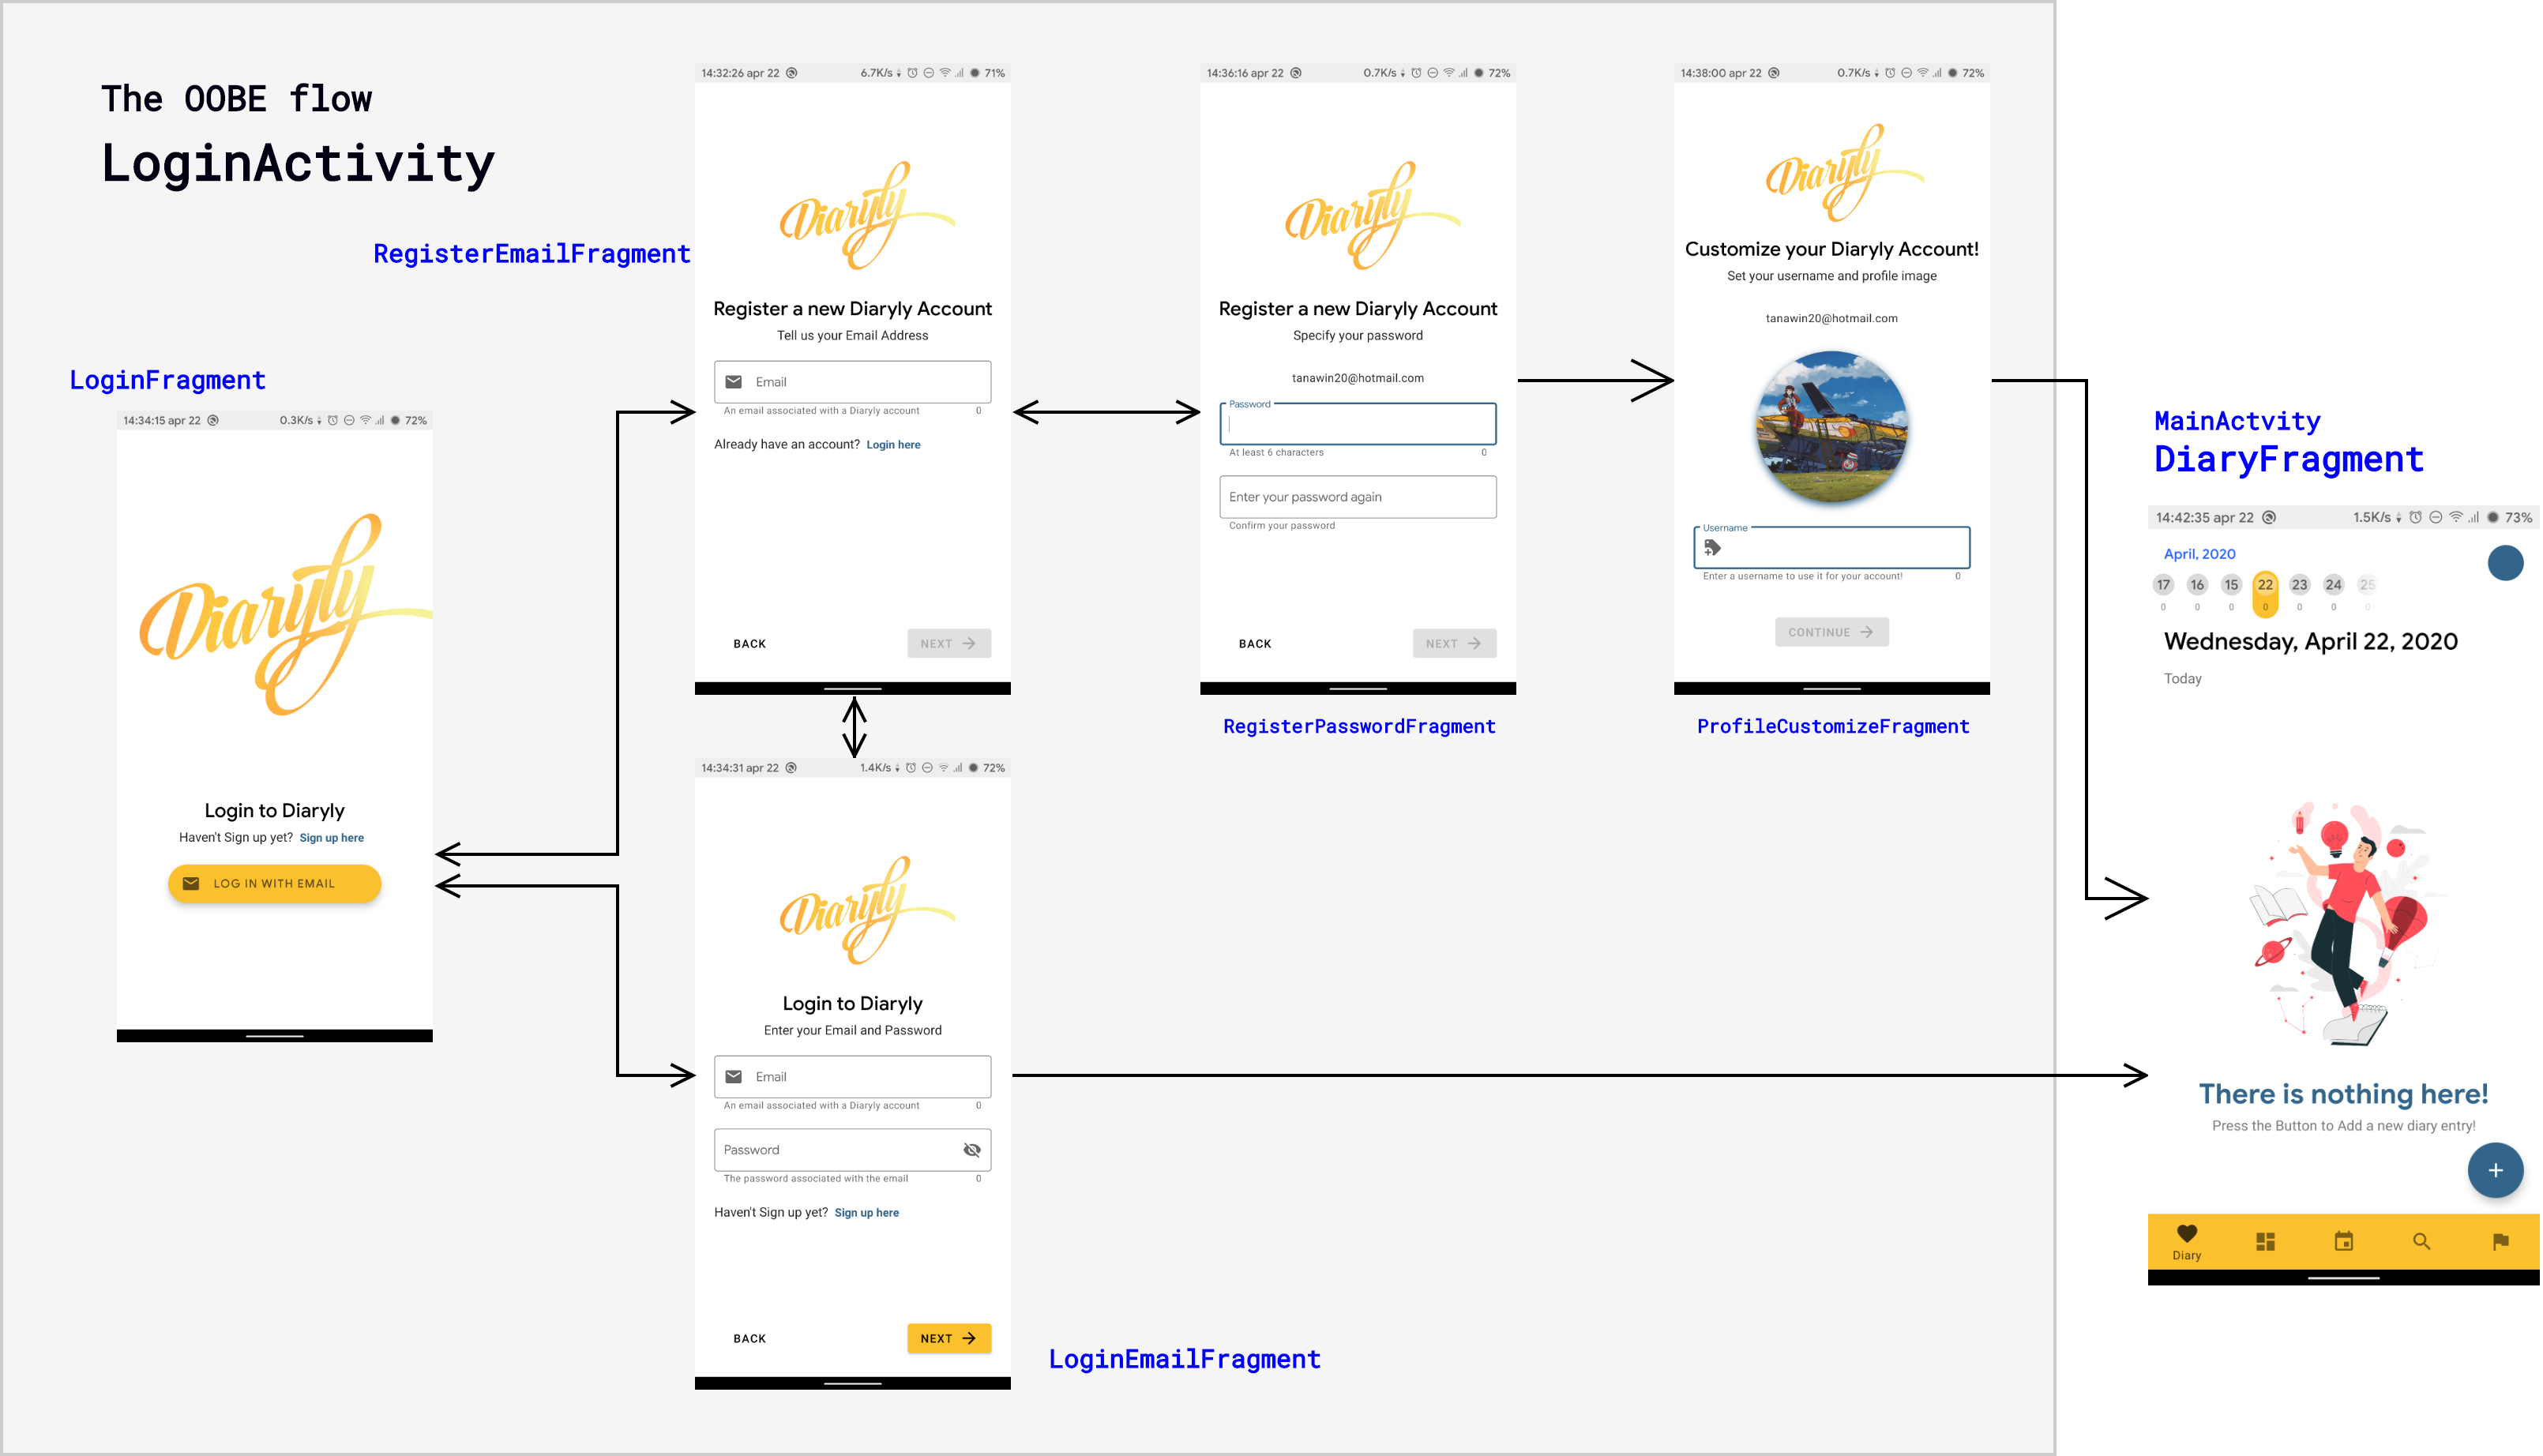 The OOBE flow
LoginActivity
LoginFragment
14:34:15 apr 22 0.3K/s 72%
Diaryly
Login to Diaryly
Haven't Sign up yet? Sign up here
LOG IN WITH EMAIL
RegisterEmailFragment
14:32:26 apr 22 6.7K/s 71%
Diaryly
Register a new Diaryly Account
Tell us your Email Address
Email
An email associated with a Diaryly account 0
Already have an account? Login here
BACK NEXT
14:34:31 apr 22 1.4K/s 72%
Diaryly
Login to Diaryly
Enter your Email and Password
Email
An email associated with a Diaryly account 0
Password
The password associated with the email 0
Haven't Sign up yet? Sign up here
BACK NEXT
LoginEmailFragment
14:36:16 apr 22 0.7K/s 72%
Diaryly
Register a new Diaryly Account
Specify your password
tanawin20@hotmail.com
Password
At least 6 characters 0
Enter your password again
Confirm your password
BACK NEXT
RegisterPasswordFragment
14:38:00 apr 22 0.7K/s 72%
Diaryly
Customize your Diaryly Account!
Set your username and profile image
tanawin20@hotmail.com
Username
Enter a username to use it for your account! 0
CONTINUE
ProfileCustomizeFragment
MainActvity
DiaryFragment
14:42:35 apr 22 1.5K/s 73%
April, 2020
17 16 15 22 23 24 25
0 0 0 0 0 0 0
Wednesday, April 22, 2020
Today
There is nothing here!
Press the Button to Add a new diary entry!
Diary